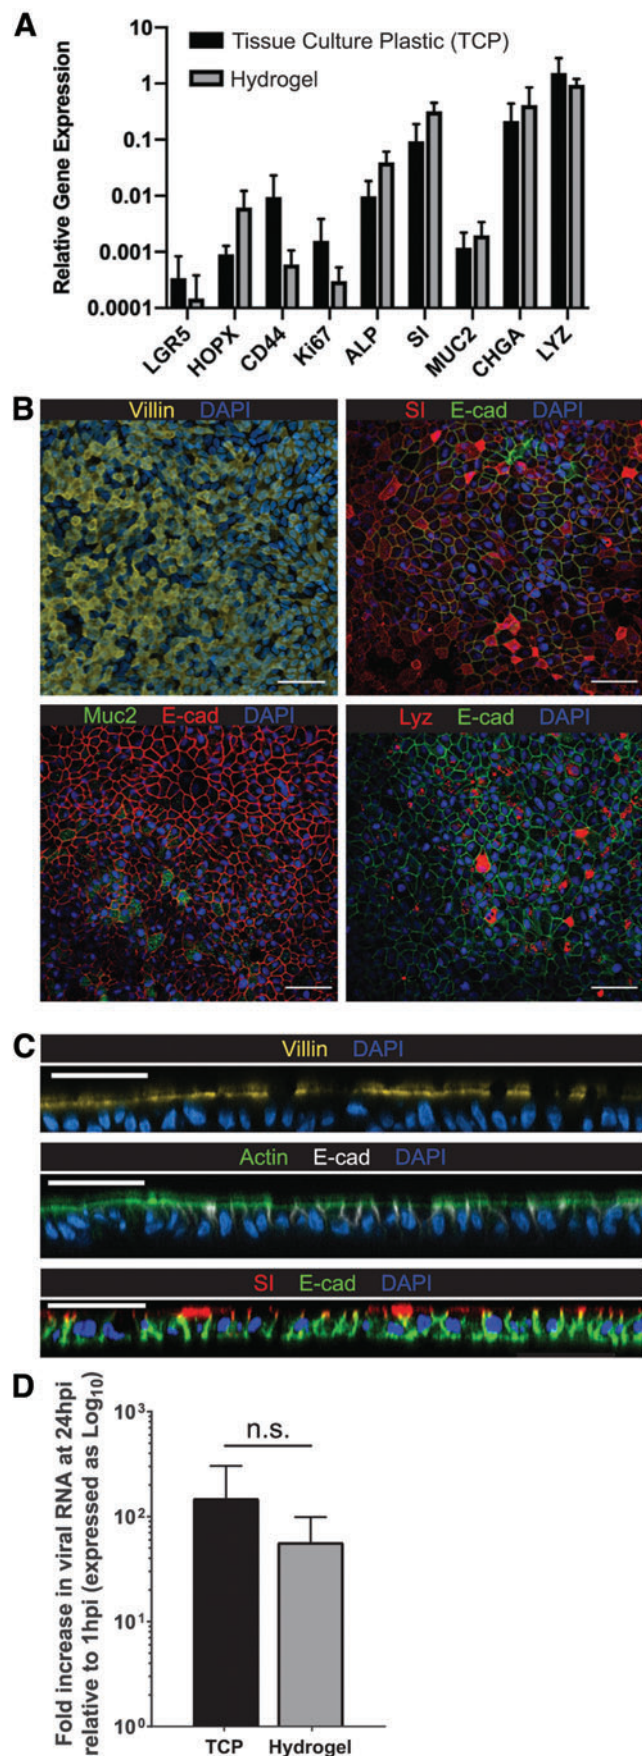 A
Tissue Culture Plastic (TCP)
Hydrogel
Relative Gene Expression
10
1
0.1
0.01
0.001
0.0001
LGR5 HOPX CD44 Ki67 ALP SI MUC2 CHGA LYZ
B
Villin DAPI
SI E-cad DAPI
Muc2 E-cad DAPI
Lyz E-cad DAPI
C
Villin DAPI
Actin E-cad DAPI
SI E-cad DAPI
D
Fold increase in viral RNA at 24hpi
relative to 1hpi (expressed as Log₁₀)
10³
10²
10¹
10⁰
n.s.
TCP Hydrogel